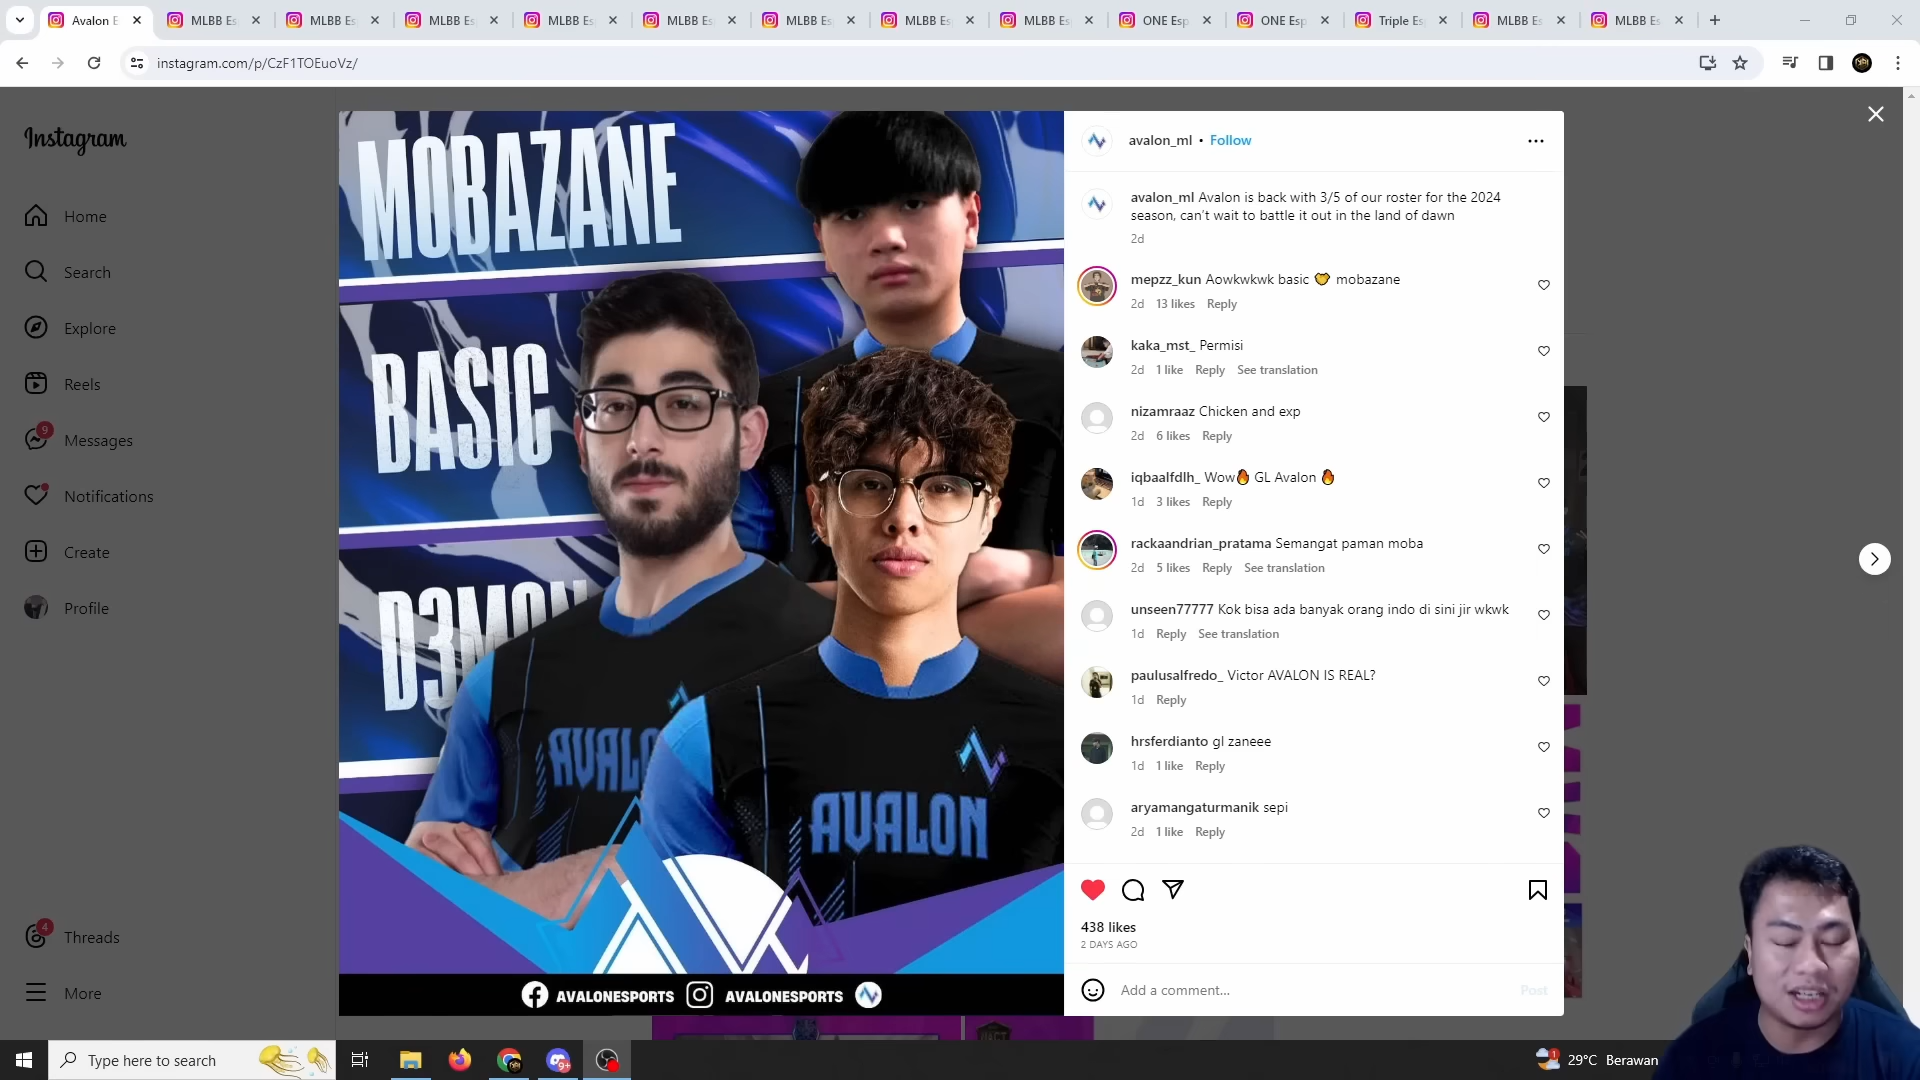 Avalon E
MLBB Es
MLBB Es
MLBB Es
MLBB Es
MLBB Es
MLBB Es
MLBB Es
MLBB Es
ONE Esp
ONE Esp
Triple Es
MLBB Es
MLBB Es
instagram.com/p/CzF1TOEuoVz/
Instagram
Home
Search
Explore
Reels
9
Messages
Notifications
Create
Profile
4
Threads
More
MOBAZANE
BASIC
D3MON
AVALO
AVALON
AVALONESPORTS
AVALONESPORTS
avalon_ml • Follow
avalon_ml Avalon is back with 3/5 of our roster for the 2024
season, can't wait to battle it out in the land of dawn
2d
mepzz_kun Aowkwkwk basic 🤝 mobazane
2d 13 likes Reply
kaka_mst_ Permisi
2d 1 like Reply See translation
nizamraaz Chicken and exp
2d 6 likes Reply
iqbaalfdlh_ Wow🔥 GL Avalon 🔥
1d 3 likes Reply
rackaandrian_pratama Semangat paman moba
2d 5 likes Reply See translation
unseen77777 Kok bisa ada banyak orang indo di sini jir wkwk
1d Reply See translation
paulusalfredo_ Victor AVALON IS REAL?
1d Reply
hrsferdianto gl zaneee
1d 1 like Reply
aryamangaturmanik sepi
2d 1 like Reply
438 likes
2 DAYS AGO
Add a comment...
Post
Type here to search
9+
1
29°C Berawan